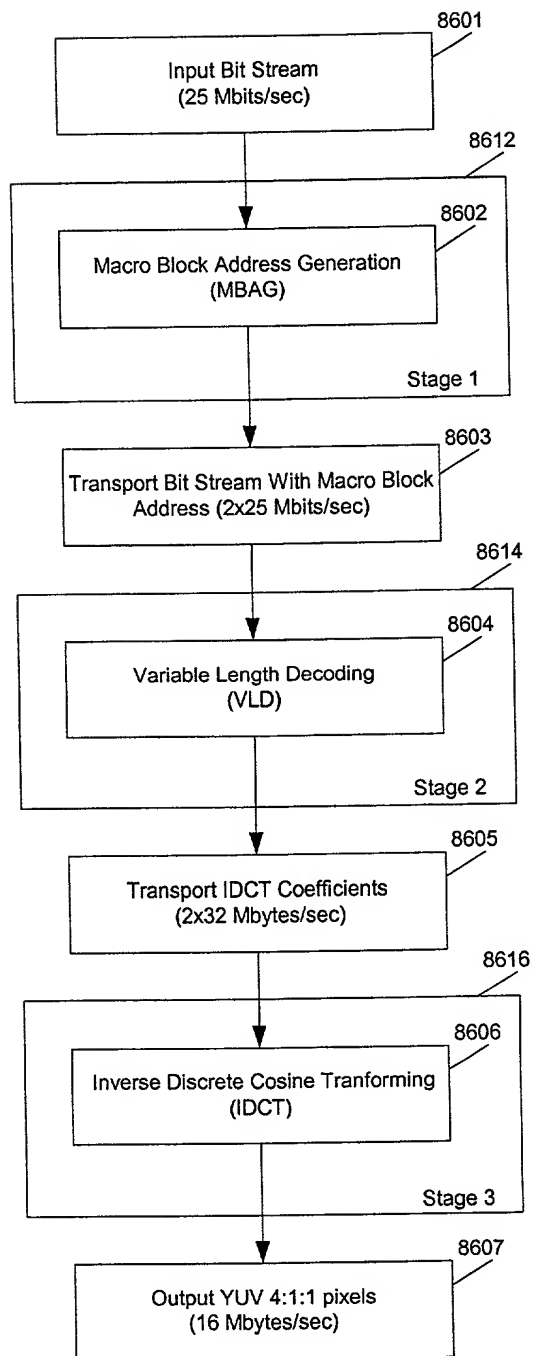 8601
Input Bit Stream
(25 Mbits/sec)
8612
8602
Macro Block Address Generation
(MBAG)
Stage 1
8603
Transport Bit Stream With Macro Block
Address (2x25 Mbits/sec)
8614
8604
Variable Length Decoding
(VLD)
Stage 2
8605
Transport IDCT Coefficients
(2x32 Mbytes/sec)
8616
8606
Inverse Discrete Cosine Tranforming
(IDCT)
Stage 3
8607
Output YUV 4:1:1 pixels
(16 Mbytes/sec)